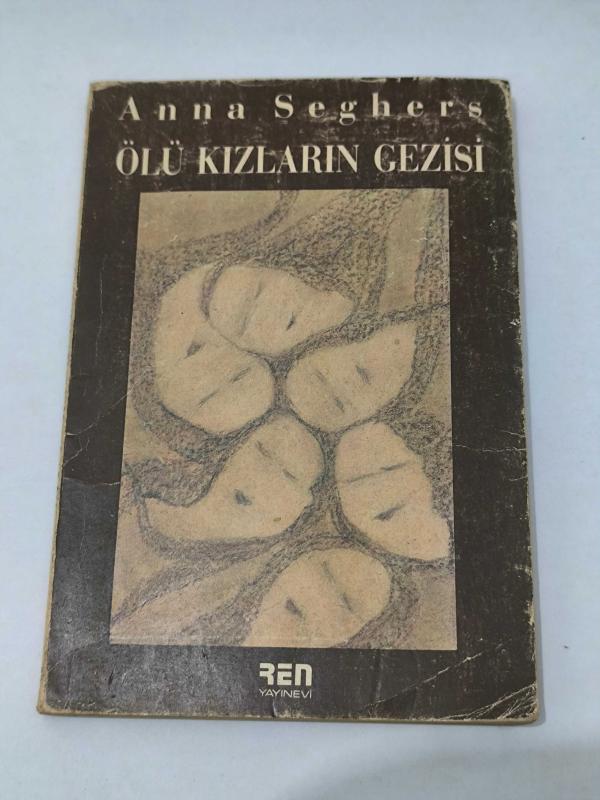 Anna Seghers
ÖLÜ KIZLARIN GEZİSİ
REN
YAYINEVİ